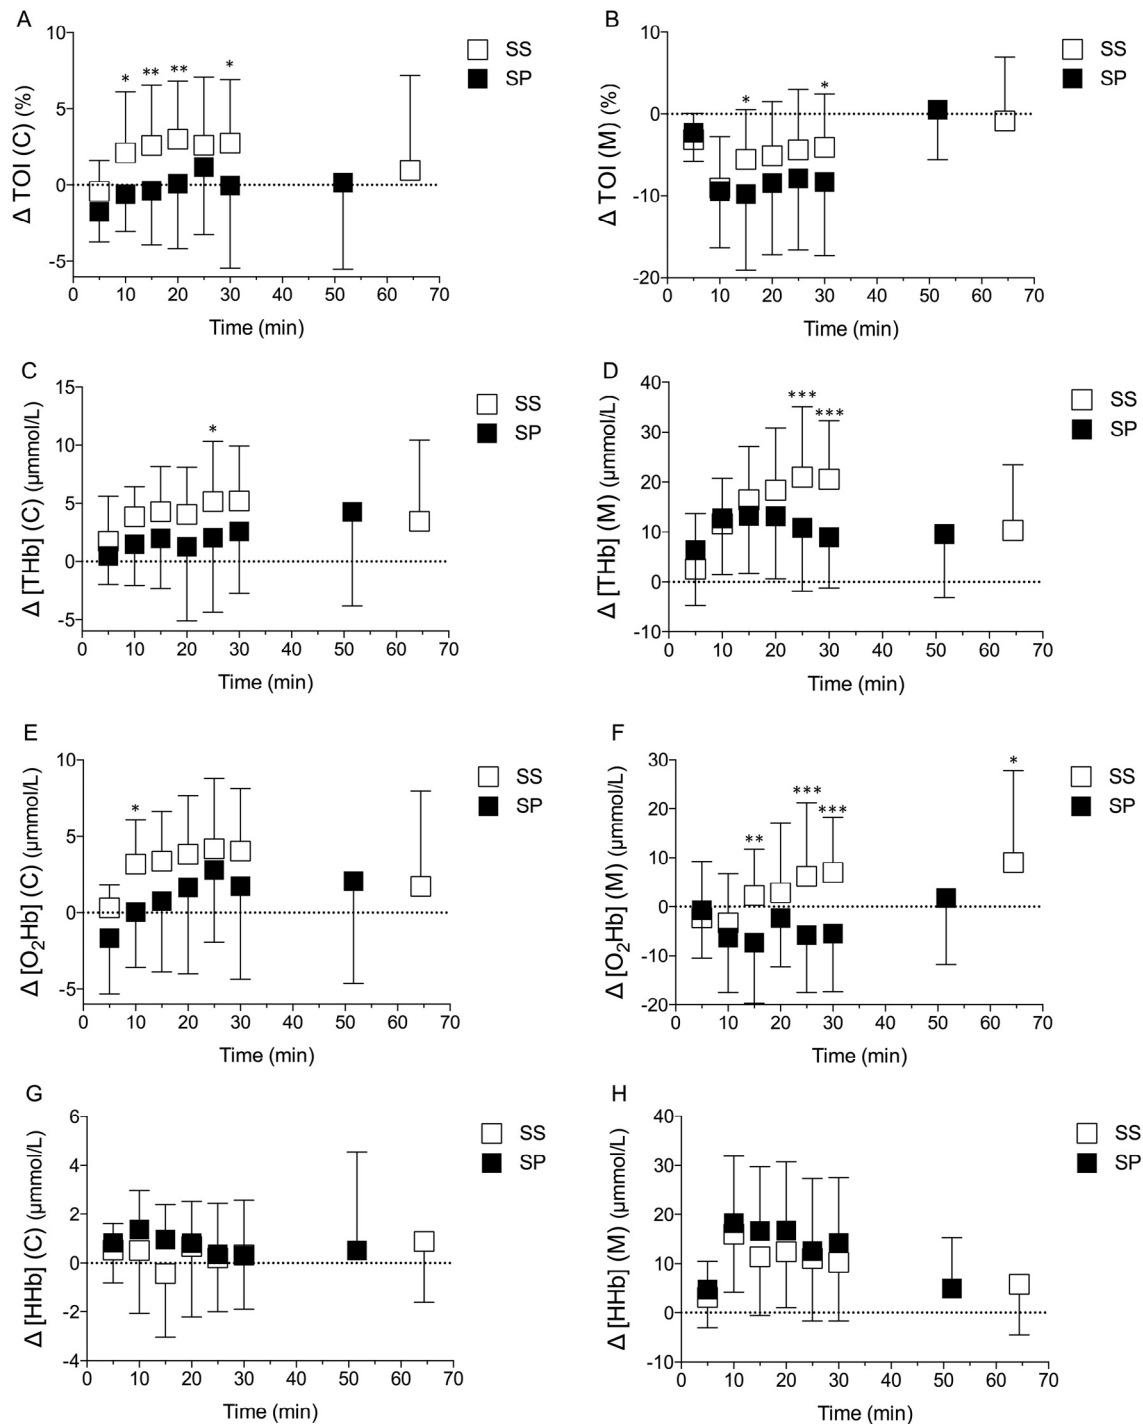 A
Δ TOI (C) (%)
10
5
0
-5
* ** ** *
SS
SP
0 10 20 30 40 50 60 70
Time (min)
B
Δ TOI (M) (%)
10
0
-10
-20
* *
SS
SP
0 10 20 30 40 50 60 70
Time (min)
C
Δ [THb] (C) (μmmol/L)
15
10
5
0
-5
*
SS
SP
0 10 20 30 40 50 60 70
Time (min)
D
Δ [THb] (M) (μmmol/L)
40
30
20
10
0
-10
*** ***
SS
SP
0 10 20 30 40 50 60 70
Time (min)
E
Δ [O₂Hb] (C) (μmmol/L)
10
5
0
-5
*
SS
SP
0 10 20 30 40 50 60 70
Time (min)
F
Δ [O₂Hb] (M) (μmmol/L)
30
20
10
0
-10
-20
** *** *** *
SS
SP
0 10 20 30 40 50 60 70
Time (min)
G
Δ [HHb] (C) (μmmol/L)
6
4
2
0
-2
-4
SS
SP
0 10 20 30 40 50 60 70
Time (min)
H
Δ [HHb] (M) (μmmol/L)
40
30
20
10
0
-10
SS
SP
0 10 20 30 40 50 60 70
Time (min)